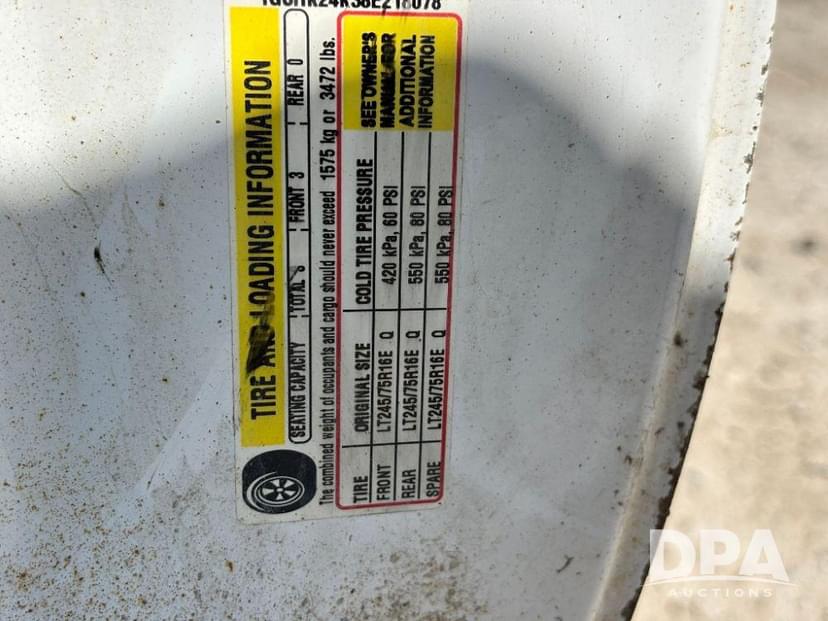 TIRE AND LOADING INFORMATION
SEATING CAPACITY TOTAL 3 FRONT 3 REAR 0
The combined weight of occupants and cargo should never exceed 1575 kg or 3472 lbs.
TIRE ORIGINAL SIZE COLD TIRE PRESSURE SEE OWNER'S
FRONT LT245/75R16E Q 420 kPa, 60 PSI MANUAL FOR
REAR LT245/75R16E Q 550 kPa, 80 PSI ADDITIONAL
SPARE LT245/75R16E Q 550 kPa, 80 PSI INFORMATION
DPA
AUCTIONS